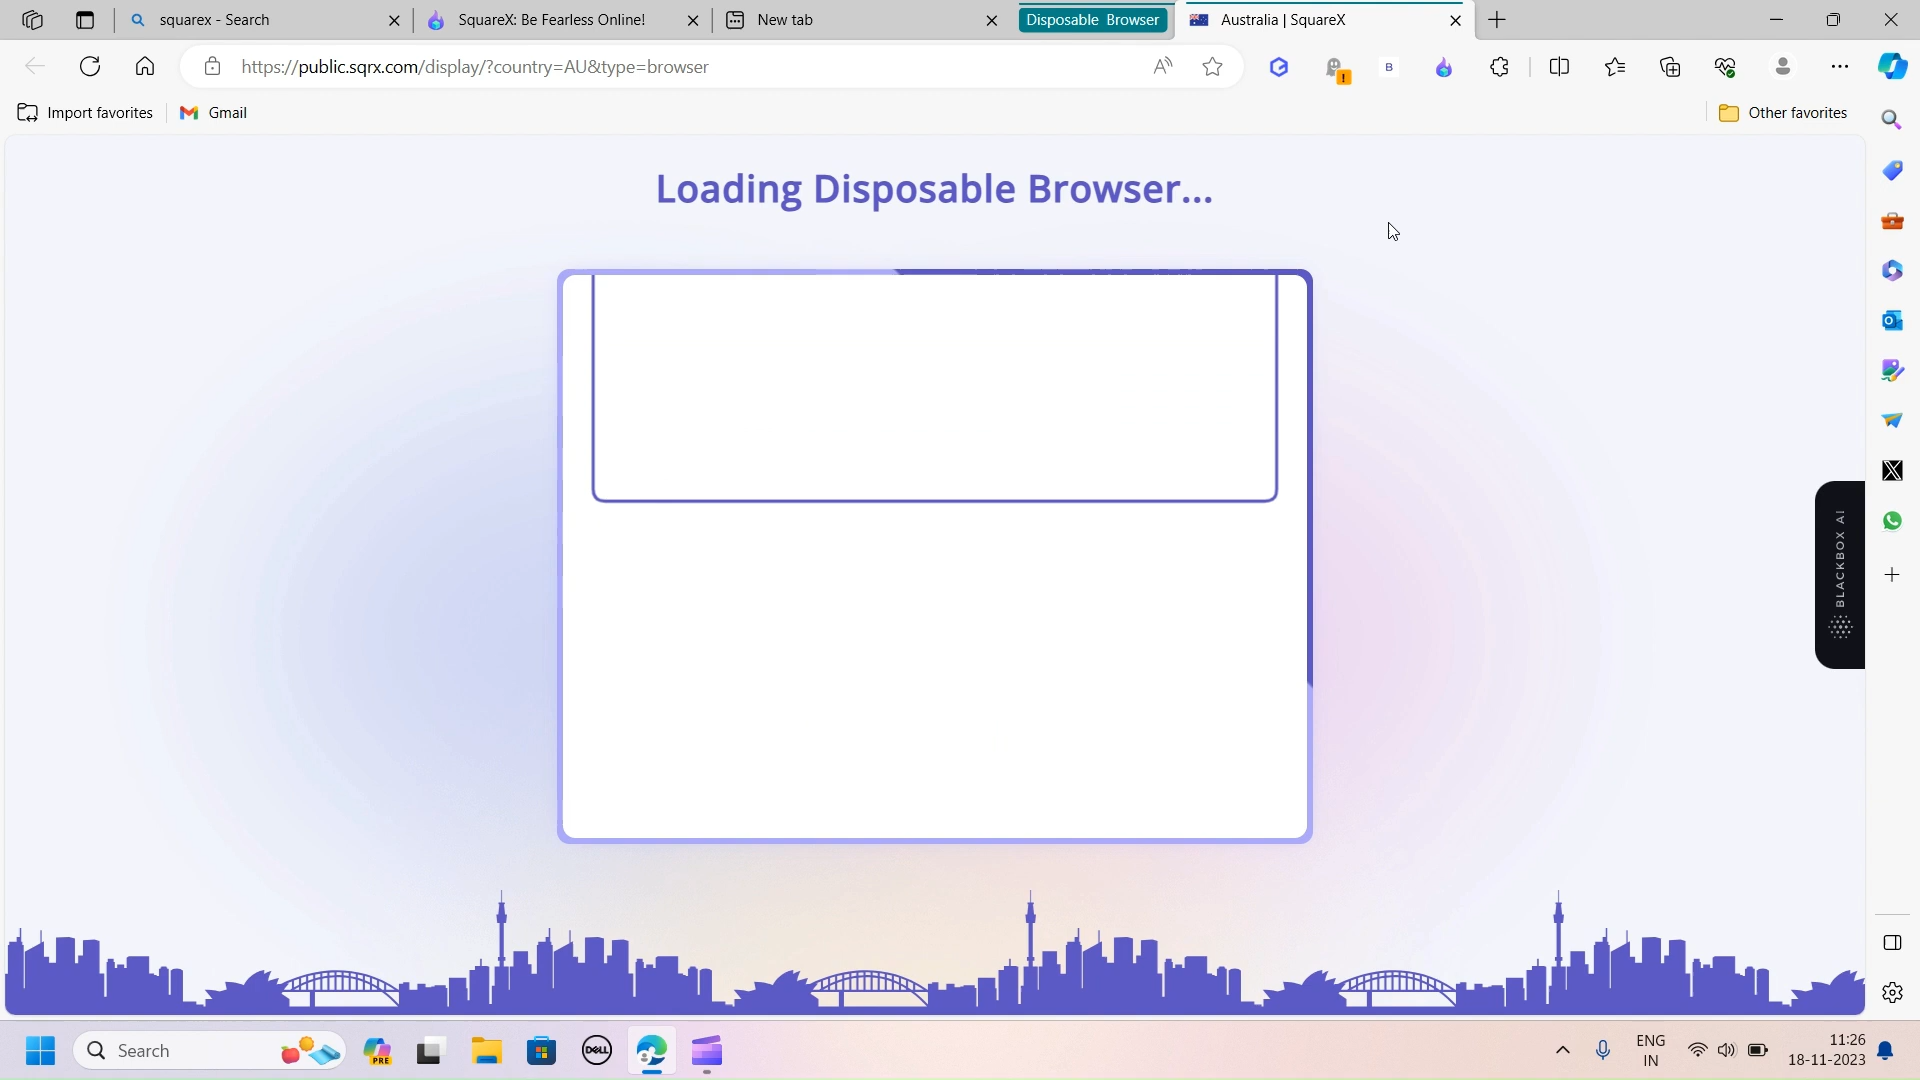 squarex - Search
SquareX: Be Fearless Online!
New tab
Disposable Browser
Australia | SquareX
https://public.sqrx.com/display/?country=AU&type=browser
A))
!
B
Import favorites
Gmail
Other favorites
Loading Disposable Browser...
BLACKBOX AI
Search
PRE
DELL
ENG
IN
11:26
18-11-2023